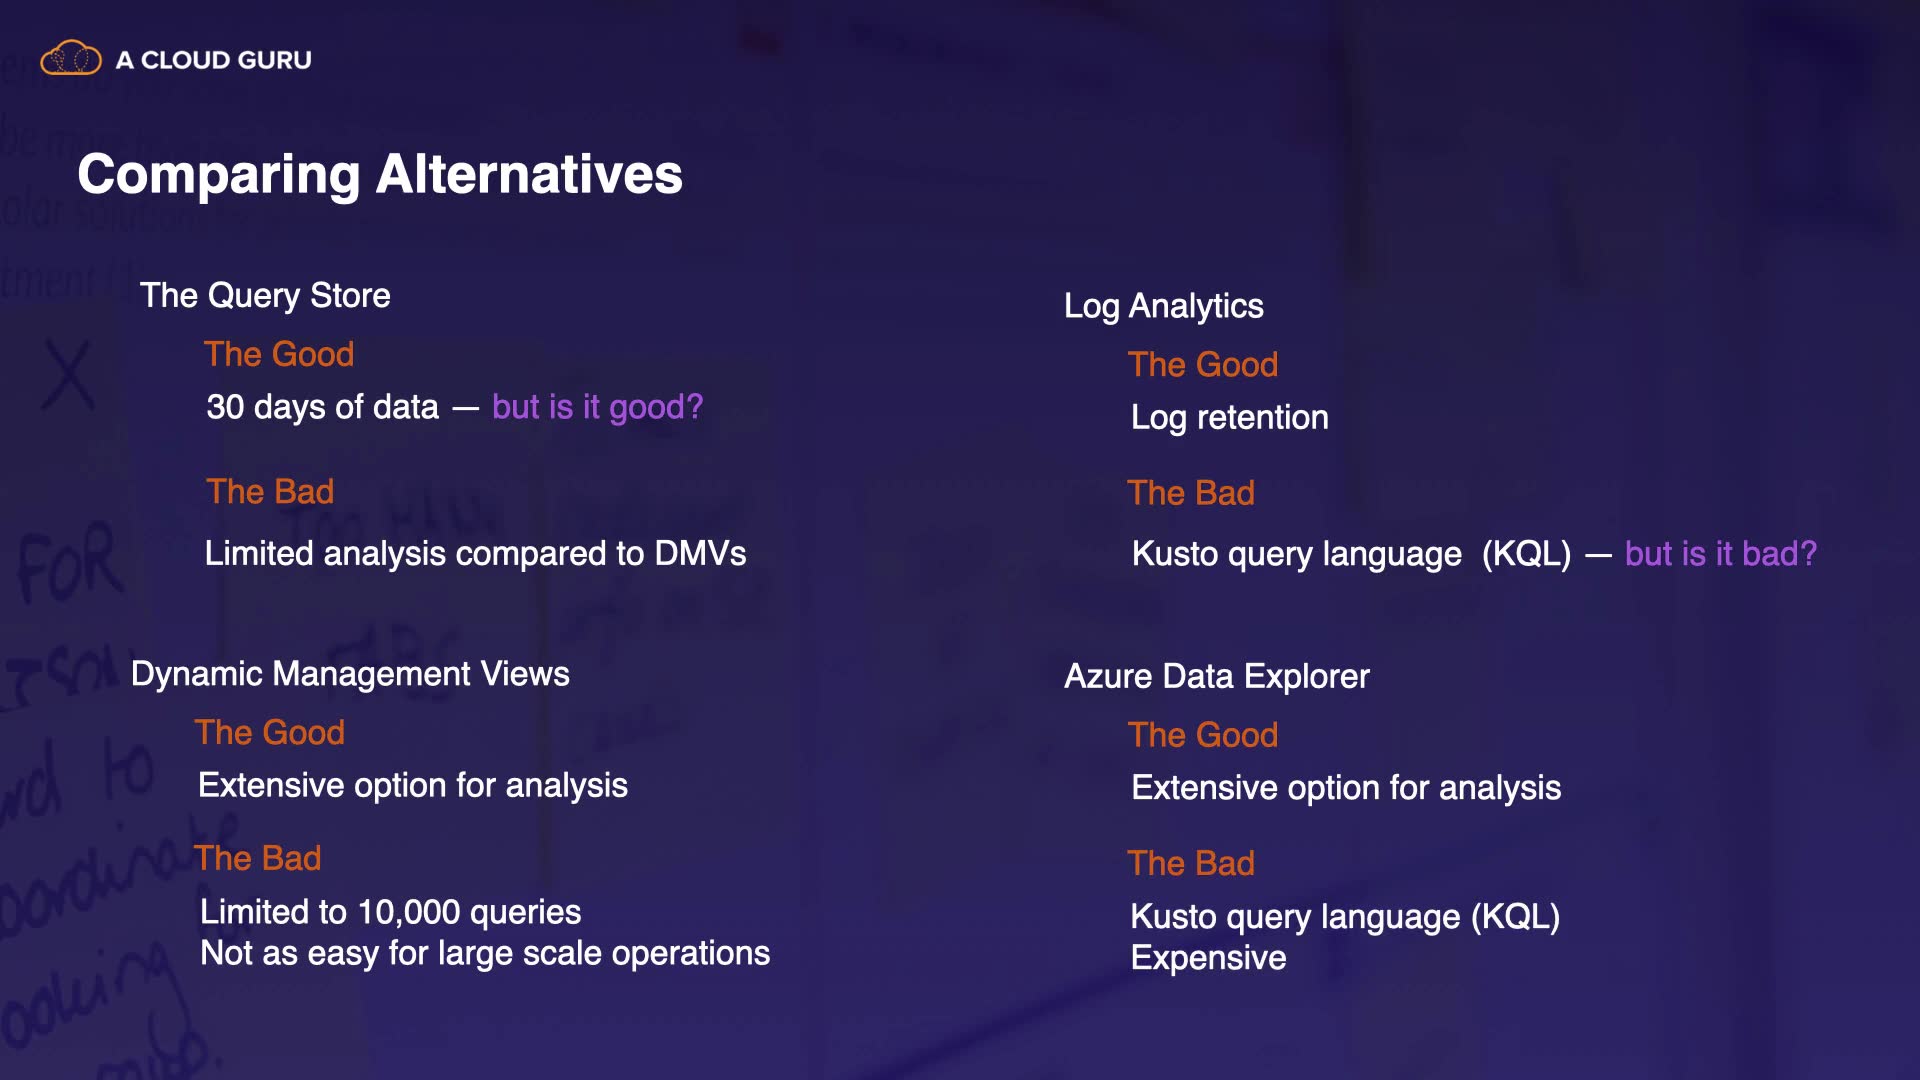 A CLOUD GURU
Comparing Alternatives
The Query Store
The Good
30 days of data — but is it good?
The Bad
Limited analysis compared to DMVs
Dynamic Management Views
The Good
Extensive option for analysis
The Bad
Limited to 10,000 queries
Not as easy for large scale operations
Log Analytics
The Good
Log retention
The Bad
Kusto query language (KQL) — but is it bad?
Azure Data Explorer
The Good
Extensive option for analysis
The Bad
Kusto query language (KQL)
Expensive
X
FOR
to
for